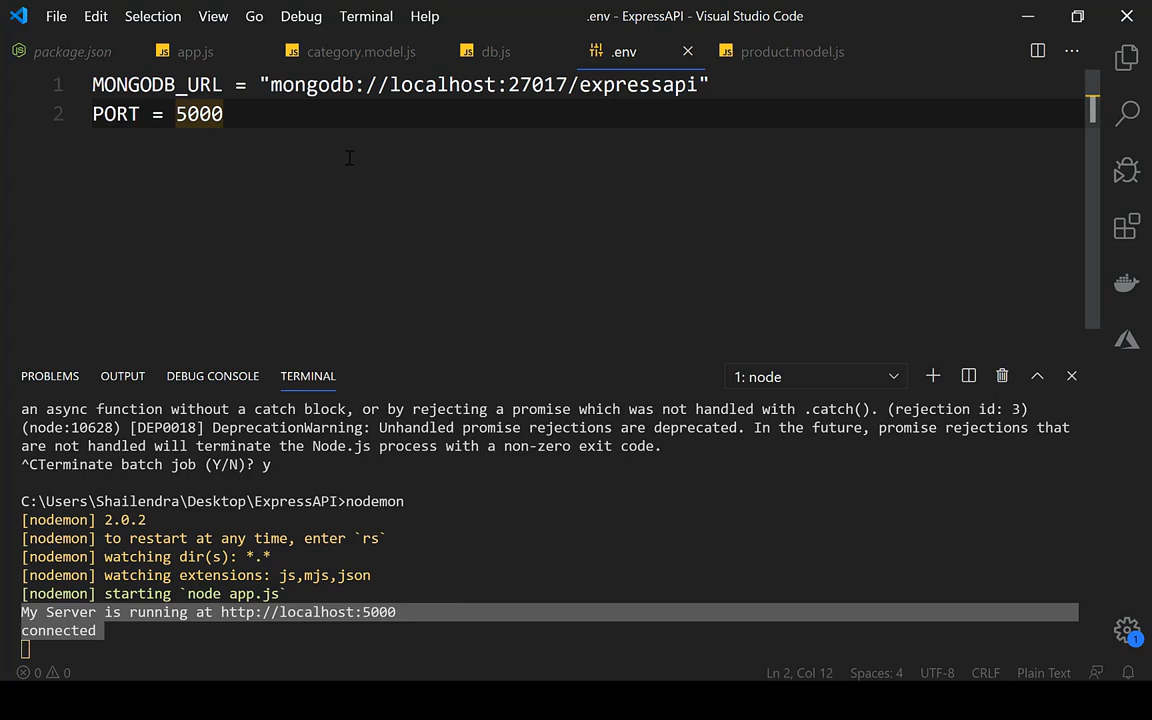 File Edit Selection View Go Debug Terminal Help .env - ExpressAPI - Visual Studio Code
package.json app.js category.model.js db.js .env product.model.js
1 MONGODB_URL = "mongodb://localhost:27017/expressapi"
2 PORT = 5000
PROBLEMS OUTPUT DEBUG CONSOLE TERMINAL 1: node
an async function without a catch block, or by rejecting a promise which was not handled with .catch(). (rejection id: 3)
(node:10628) [DEP0018] DeprecationWarning: Unhandled promise rejections are deprecated. In the future, promise rejections that
are not handled will terminate the Node.js process with a non-zero exit code.
^CTerminate batch job (Y/N)? y
C:\Users\Shailendra\Desktop\ExpressAPI>nodemon
[nodemon] 2.0.2
[nodemon] to restart at any time, enter `rs`
[nodemon] watching dir(s): *.*
[nodemon] watching extensions: js,mjs,json
[nodemon] starting `node app.js`
My Server is running at http://localhost:5000
connected
0 0 Ln 2, Col 12 Spaces: 4 UTF-8 CRLF Plain Text 1